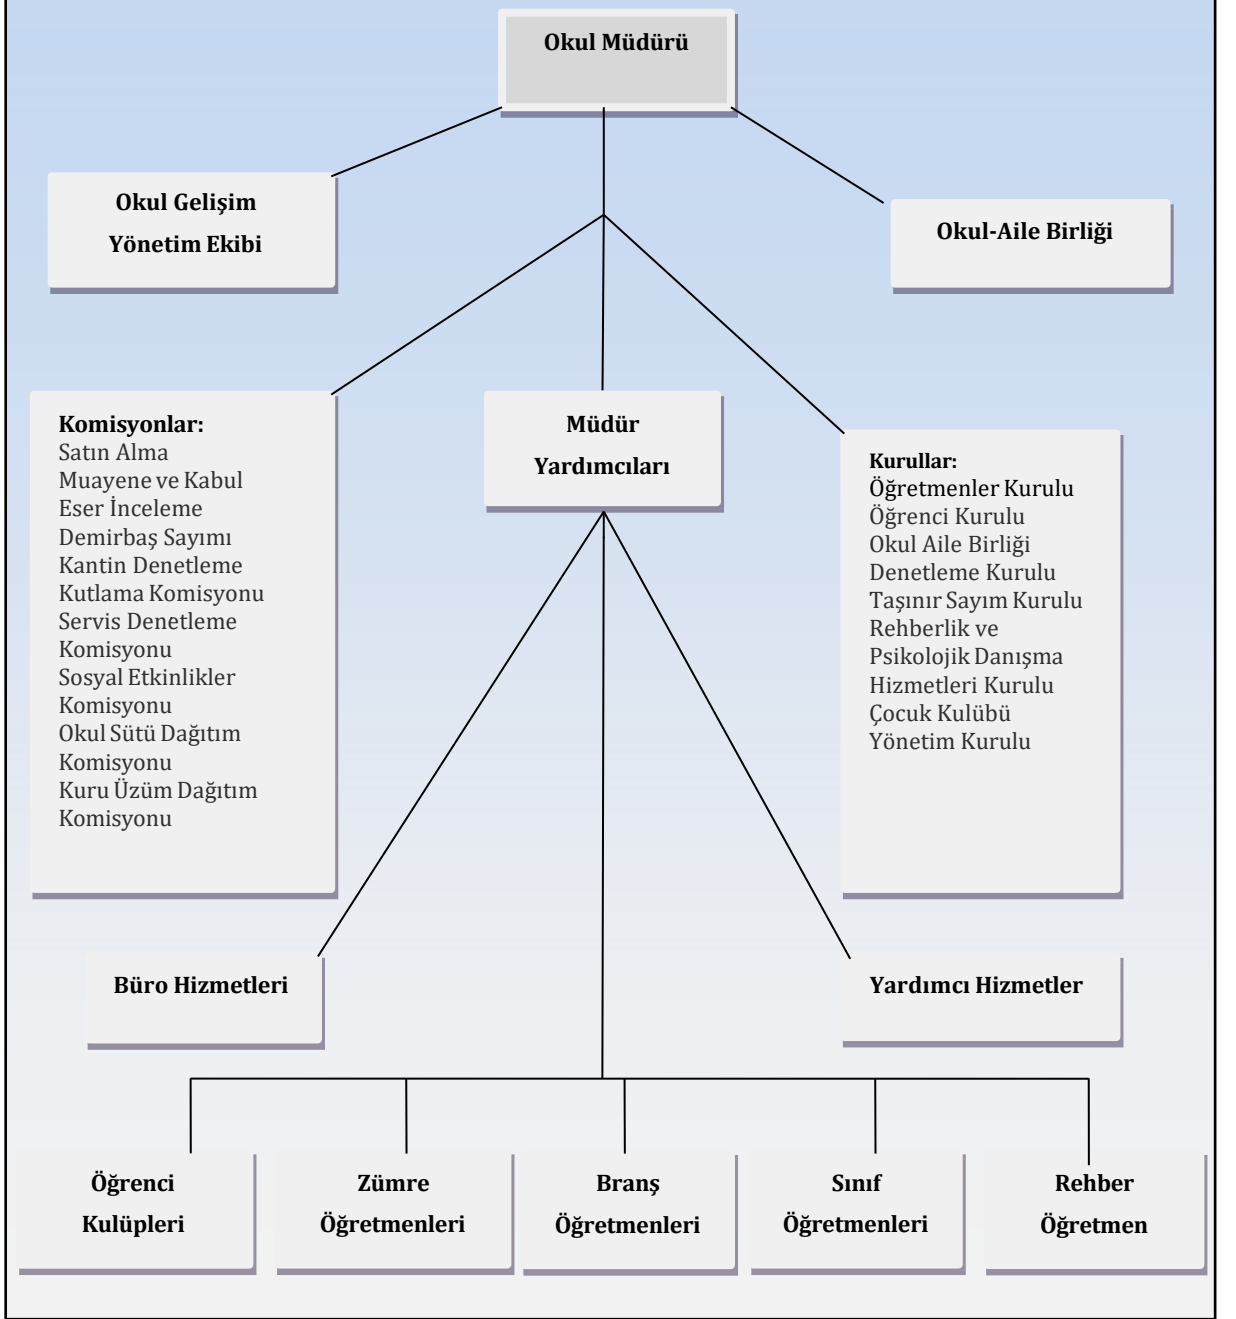 Okul Müdürü
Okul Gelişim
Yönetim Ekibi
Okul-Aile Birliği
Komisyonlar:
Satın Alma
Muayene ve Kabul
Eser İnceleme
Demirbaş Sayımı
Kantin Denetleme
Kutlama Komisyonu
Servis Denetleme
Komisyonu
Sosyal Etkinlikler
Komisyonu
Okul Sütü Dağıtım
Komisyonu
Kuru Üzüm Dağıtım
Komisyonu
Müdür
Yardımcıları
Kurullar:
Öğretmenler Kurulu
Öğrenci Kurulu
Okul Aile Birliği
Denetleme Kurulu
Taşınır Sayım Kurulu
Rehberlik ve
Psikolojik Danışma
Hizmetleri Kurulu
Çocuk Kulübü
Yönetim Kurulu
Büro Hizmetleri
Yardımcı Hizmetler
Öğrenci
Kulüpleri
Zümre
Öğretmenleri
Branş
Öğretmenleri
Sınıf
Öğretmenleri
Rehber
Öğretmen